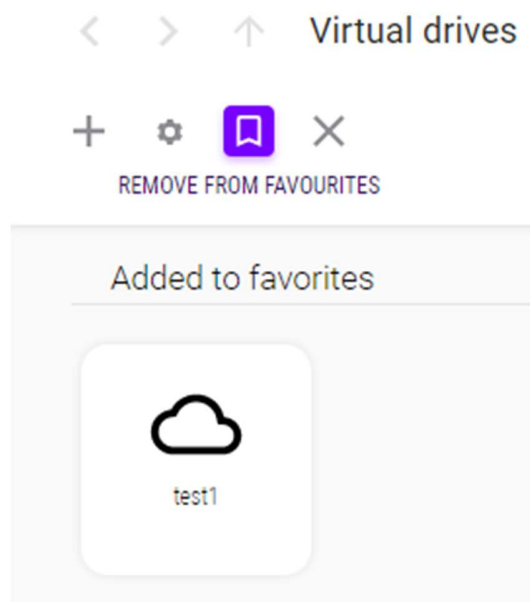 Virtual drives
REMOVE FROM FAVOURITES
Added to favorites
test1